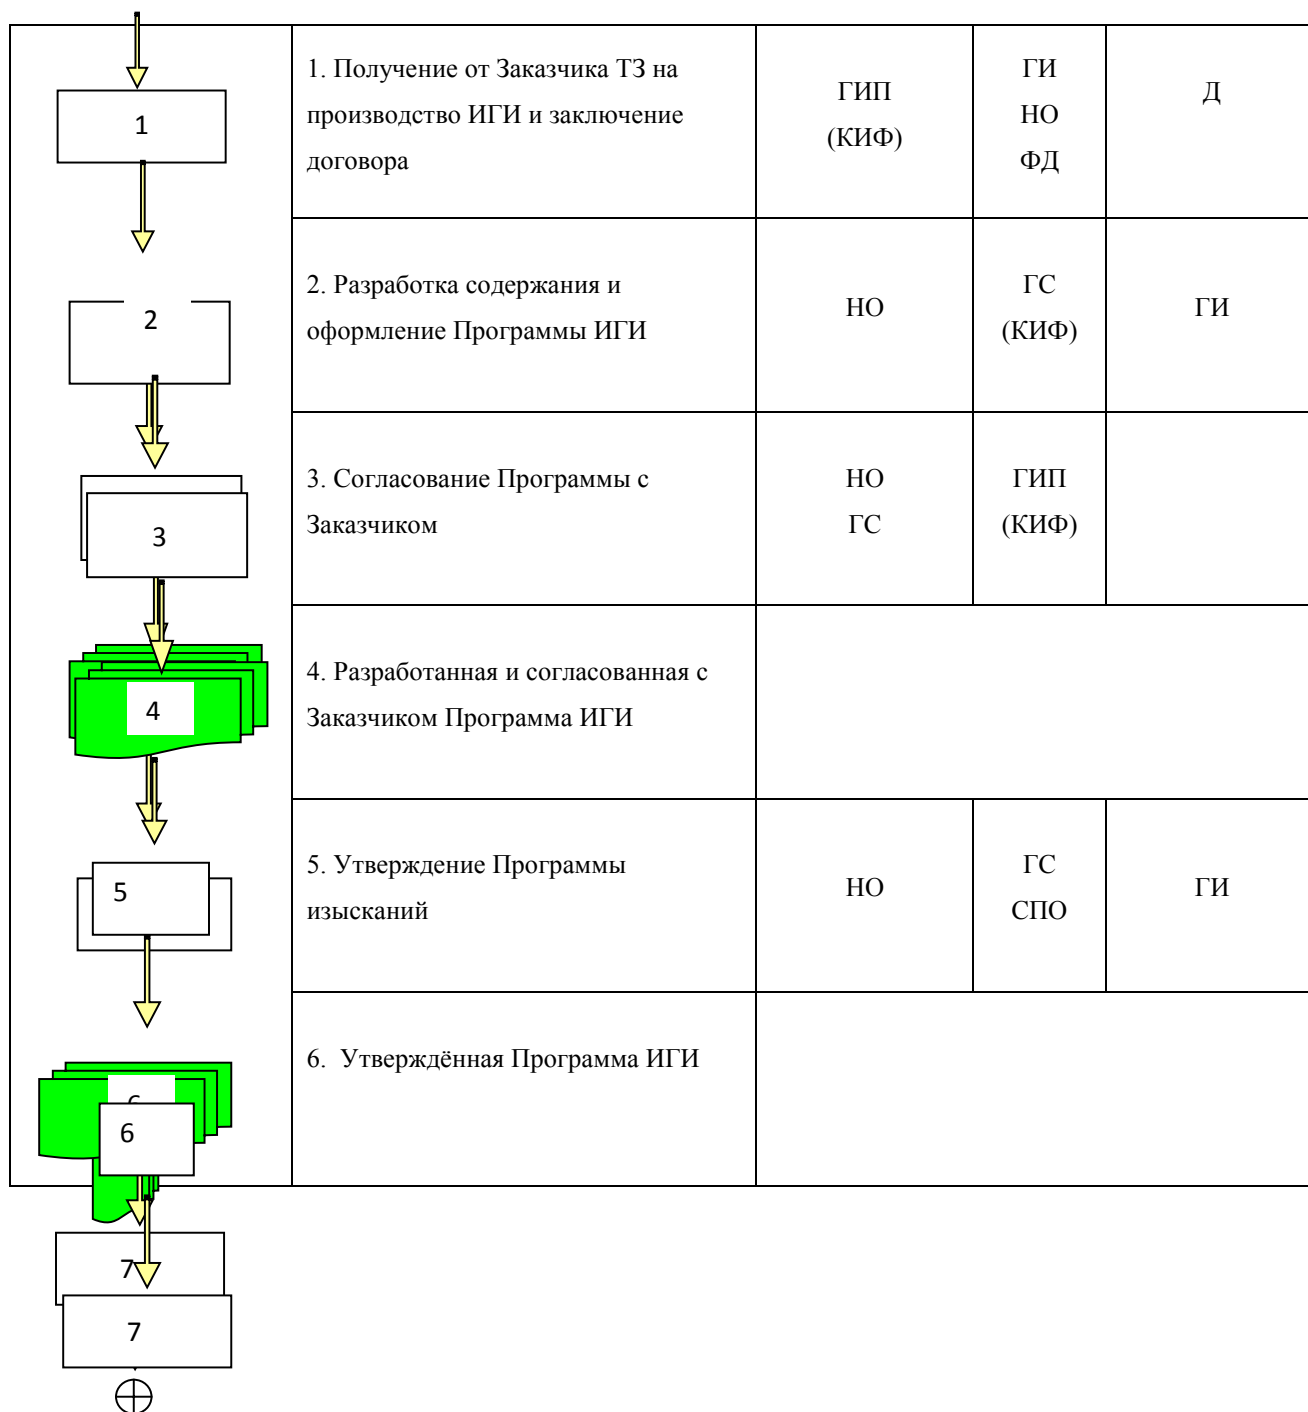 1
1. Получение от Заказчика ТЗ на
производство ИГИ и заключение
договора
ГИП
(КИФ)
ГИ
НО
ФД
Д
2
2. Разработка содержания и
оформление Программы ИГИ
НО
ГС
(КИФ)
ГИ
3
3. Согласование Программы с
Заказчиком
НО
ГС
ГИП
(КИФ)
4
4. Разработанная и согласованная с
Заказчиком Программа ИГИ
5
5. Утверждение Программы
изысканий
НО
ГС
СПО
ГИ
6
6
6. Утверждённая Программа ИГИ
7
7